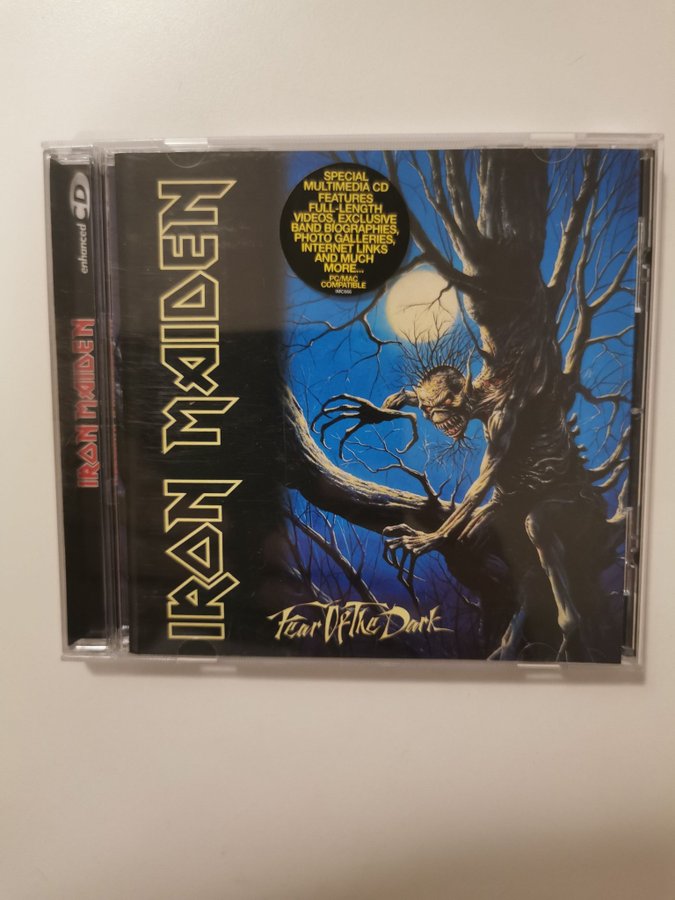 enhanced CD
IRON MAIDEN
IRON MAIDEN
SPECIAL
MULTIMEDIA CD
FEATURES
FULL-LENGTH
VIDEOS, EXCLUSIVE
BAND BIOGRAPHIES,
PHOTO GALLERIES,
INTERNET LINKS
AND MUCH
MORE...
PC/MAC
COMPATIBLE
Fear Of The Dark